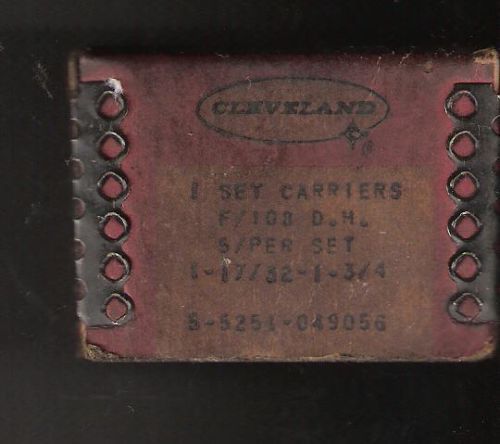 CLEVELAND
®
1 SET CARRIERS
F/108 D.H.
5/PER SET
1-17/32-1-3/4
5-5251-049056